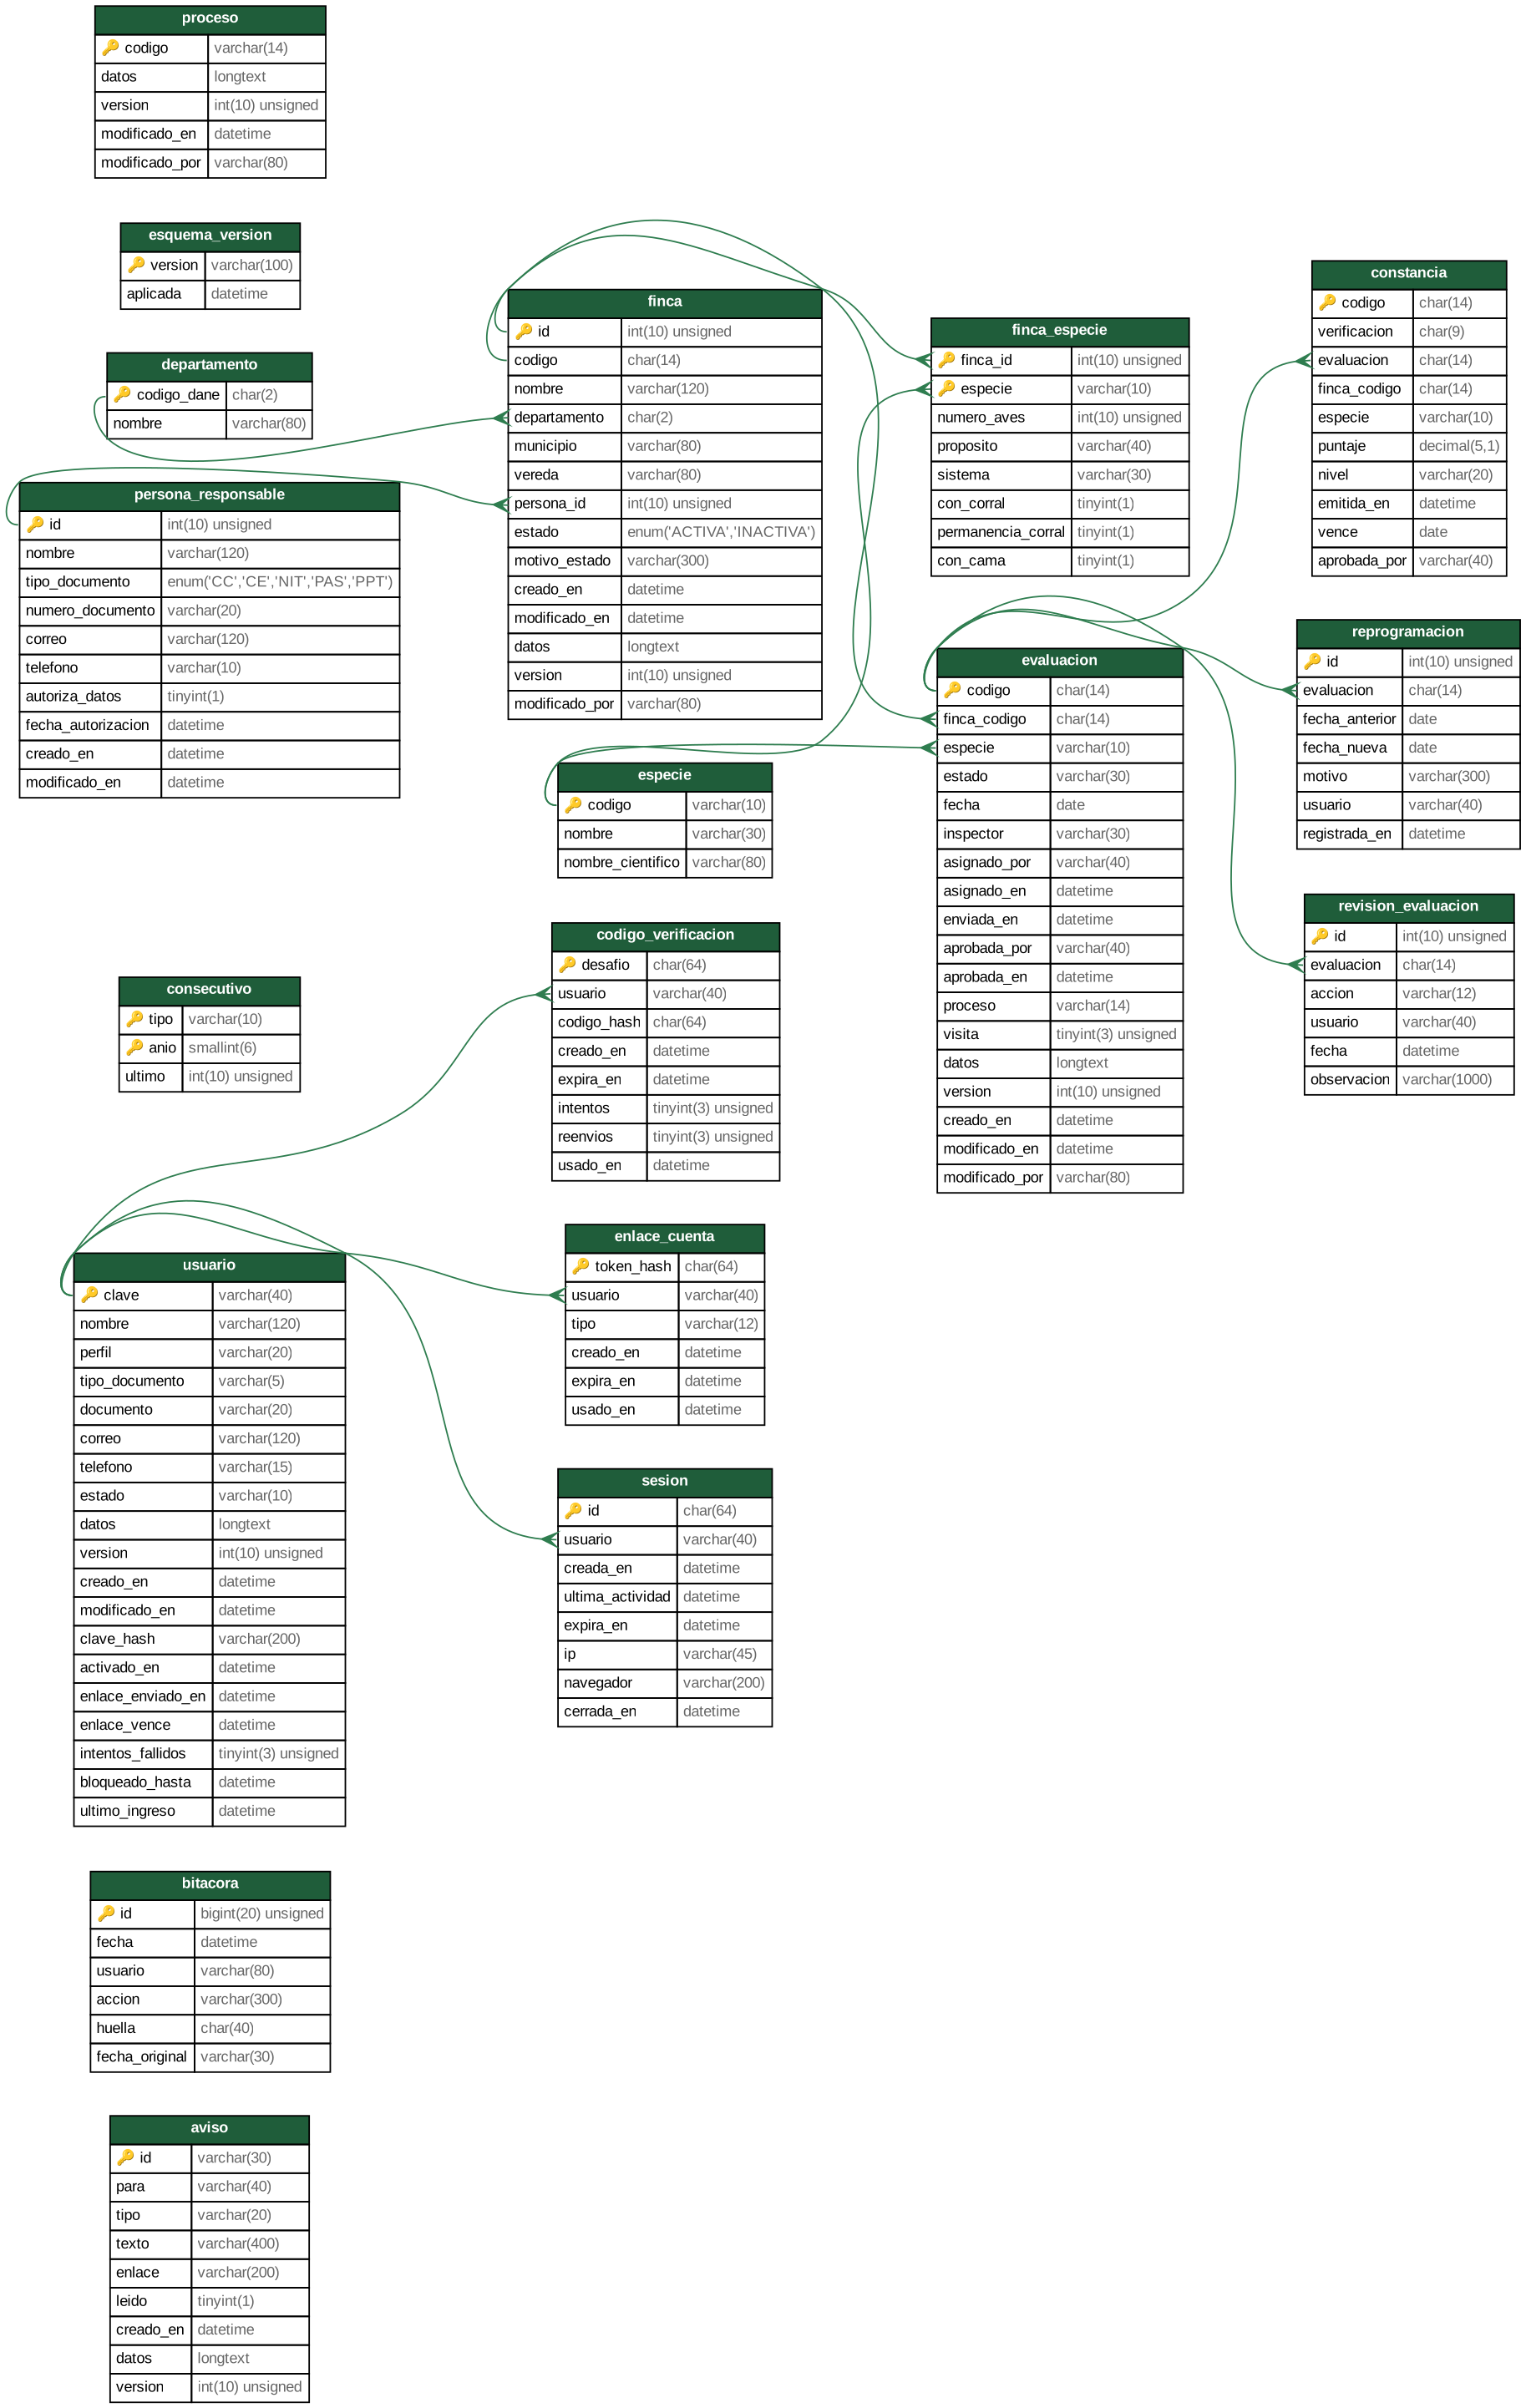 proceso
codigo varchar(14)
datos longtext
version int(10) unsigned
modificado_en datetime
modificado_por varchar(80)
esquema_version
version varchar(100)
aplicada datetime
departamento
codigo_dane char(2)
nombre varchar(80)
persona_responsable
id int(10) unsigned
nombre varchar(120)
tipo_documento enum('CC','CE','NIT','PAS','PPT')
numero_documento varchar(20)
correo varchar(120)
telefono varchar(10)
autoriza_datos tinyint(1)
fecha_autorizacion datetime
creado_en datetime
modificado_en datetime
finca
id int(10) unsigned
codigo char(14)
nombre varchar(120)
departamento char(2)
municipio varchar(80)
vereda varchar(80)
persona_id int(10) unsigned
estado enum('ACTIVA','INACTIVA')
motivo_estado varchar(300)
creado_en datetime
modificado_en datetime
datos longtext
version int(10) unsigned
modificado_por varchar(80)
finca_especie
finca_id int(10) unsigned
especie varchar(10)
numero_aves int(10) unsigned
proposito varchar(40)
sistema varchar(30)
con_corral tinyint(1)
permanencia_corral tinyint(1)
con_cama tinyint(1)
constancia
codigo char(14)
verificacion char(9)
evaluacion char(14)
finca_codigo char(14)
especie varchar(10)
puntaje decimal(5,1)
nivel varchar(20)
emitida_en datetime
vence date
aprobada_por varchar(40)
reprogramacion
id int(10) unsigned
evaluacion char(14)
fecha_anterior date
fecha_nueva date
motivo varchar(300)
usuario varchar(40)
registrada_en datetime
evaluacion
codigo char(14)
finca_codigo char(14)
especie varchar(10)
estado varchar(30)
fecha date
inspector varchar(30)
asignado_por varchar(40)
asignado_en datetime
enviada_en datetime
aprobada_por varchar(40)
aprobada_en datetime
proceso varchar(14)
visita tinyint(3) unsigned
datos longtext
version int(10) unsigned
creado_en datetime
modificado_en datetime
modificado_por varchar(80)
especie
codigo varchar(10)
nombre varchar(30)
nombre_cientifico varchar(80)
revision_evaluacion
id int(10) unsigned
evaluacion char(14)
accion varchar(12)
usuario varchar(40)
fecha datetime
observacion varchar(1000)
codigo_verificacion
desafio char(64)
usuario varchar(40)
codigo_hash char(64)
creado_en datetime
expira_en datetime
intentos tinyint(3) unsigned
reenvios tinyint(3) unsigned
usado_en datetime
consecutivo
tipo varchar(10)
anio smallint(6)
ultimo int(10) unsigned
enlace_cuenta
token_hash char(64)
usuario varchar(40)
tipo varchar(12)
creado_en datetime
expira_en datetime
usado_en datetime
usuario
clave varchar(40)
nombre varchar(120)
perfil varchar(20)
tipo_documento varchar(5)
documento varchar(20)
correo varchar(120)
telefono varchar(15)
estado varchar(10)
datos longtext
version int(10) unsigned
creado_en datetime
modificado_en datetime
clave_hash varchar(200)
activado_en datetime
enlace_enviado_en datetime
enlace_vence datetime
intentos_fallidos tinyint(3) unsigned
bloqueado_hasta datetime
ultimo_ingreso datetime
sesion
id char(64)
usuario varchar(40)
creada_en datetime
ultima_actividad datetime
expira_en datetime
ip varchar(45)
navegador varchar(200)
cerrada_en datetime
bitacora
id bigint(20) unsigned
fecha datetime
usuario varchar(80)
accion varchar(300)
huella char(40)
fecha_original varchar(30)
aviso
id varchar(30)
para varchar(40)
tipo varchar(20)
texto varchar(400)
enlace varchar(200)
leido tinyint(1)
creado_en datetime
datos longtext
version int(10) unsigned